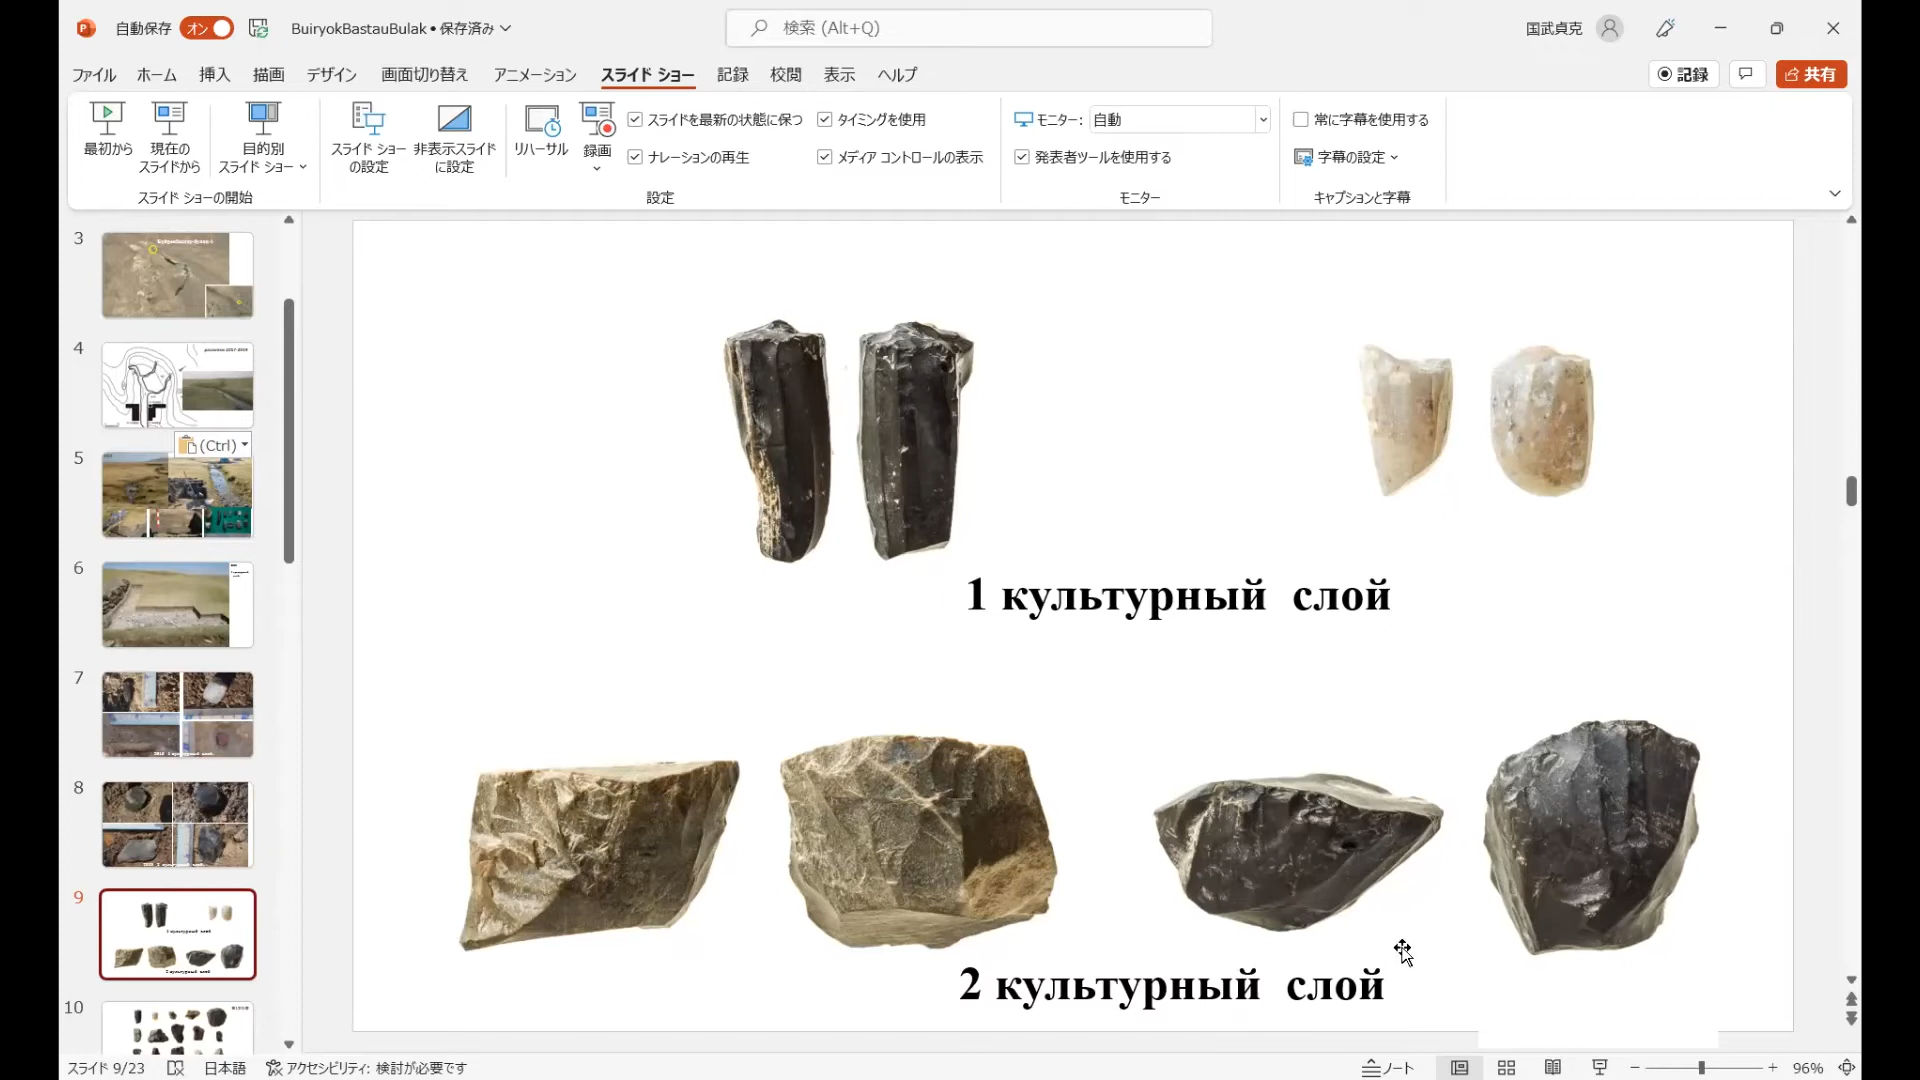 自動保存 オン BuiryokBastauBulak • 保存済み 検索 (Alt+Q) 国武貞克
ファイル ホーム 挿入 描画 デザイン 画面切り替え アニメーション スライド ショー 記録 校閲 表示 ヘルプ 記録 共有
最初から
現在の
スライドから
目的別
スライド ショー
スライド ショー
の設定
非表示スライド
に設定
リハーサル
録画
スライドを最新の状態に保つ
タイミングを使用
ナレーションの再生
メディア コントロールの表示
モニター: 自動
発表者ツールを使用する
常に字幕を使用する
字幕の設定
スライド ショーの開始 設定 モニター キャプションと字幕
3
4
(Ctrl)
5
6
7
8
9
10
1 культурный слой
2 культурный слой
スライド 9/23 日本語 アクセシビリティ: 検討が必要です ノート 96%